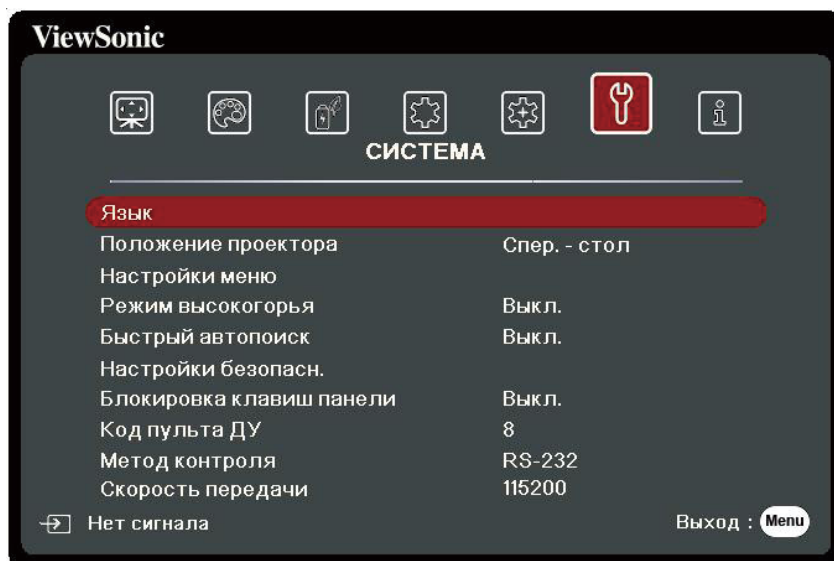 ViewSonic
СИСТЕМА
Язык
Положение проектора Спер. - стол
Настройки меню
Режим высокогорья Выкл.
Быстрый автопоиск Выкл.
Настройки безопасн.
Блокировка клавиш панели Выкл.
Код пульта ДУ 8
Метод контроля RS-232
Скорость передачи 115200
Нет сигнала Выход : Menu